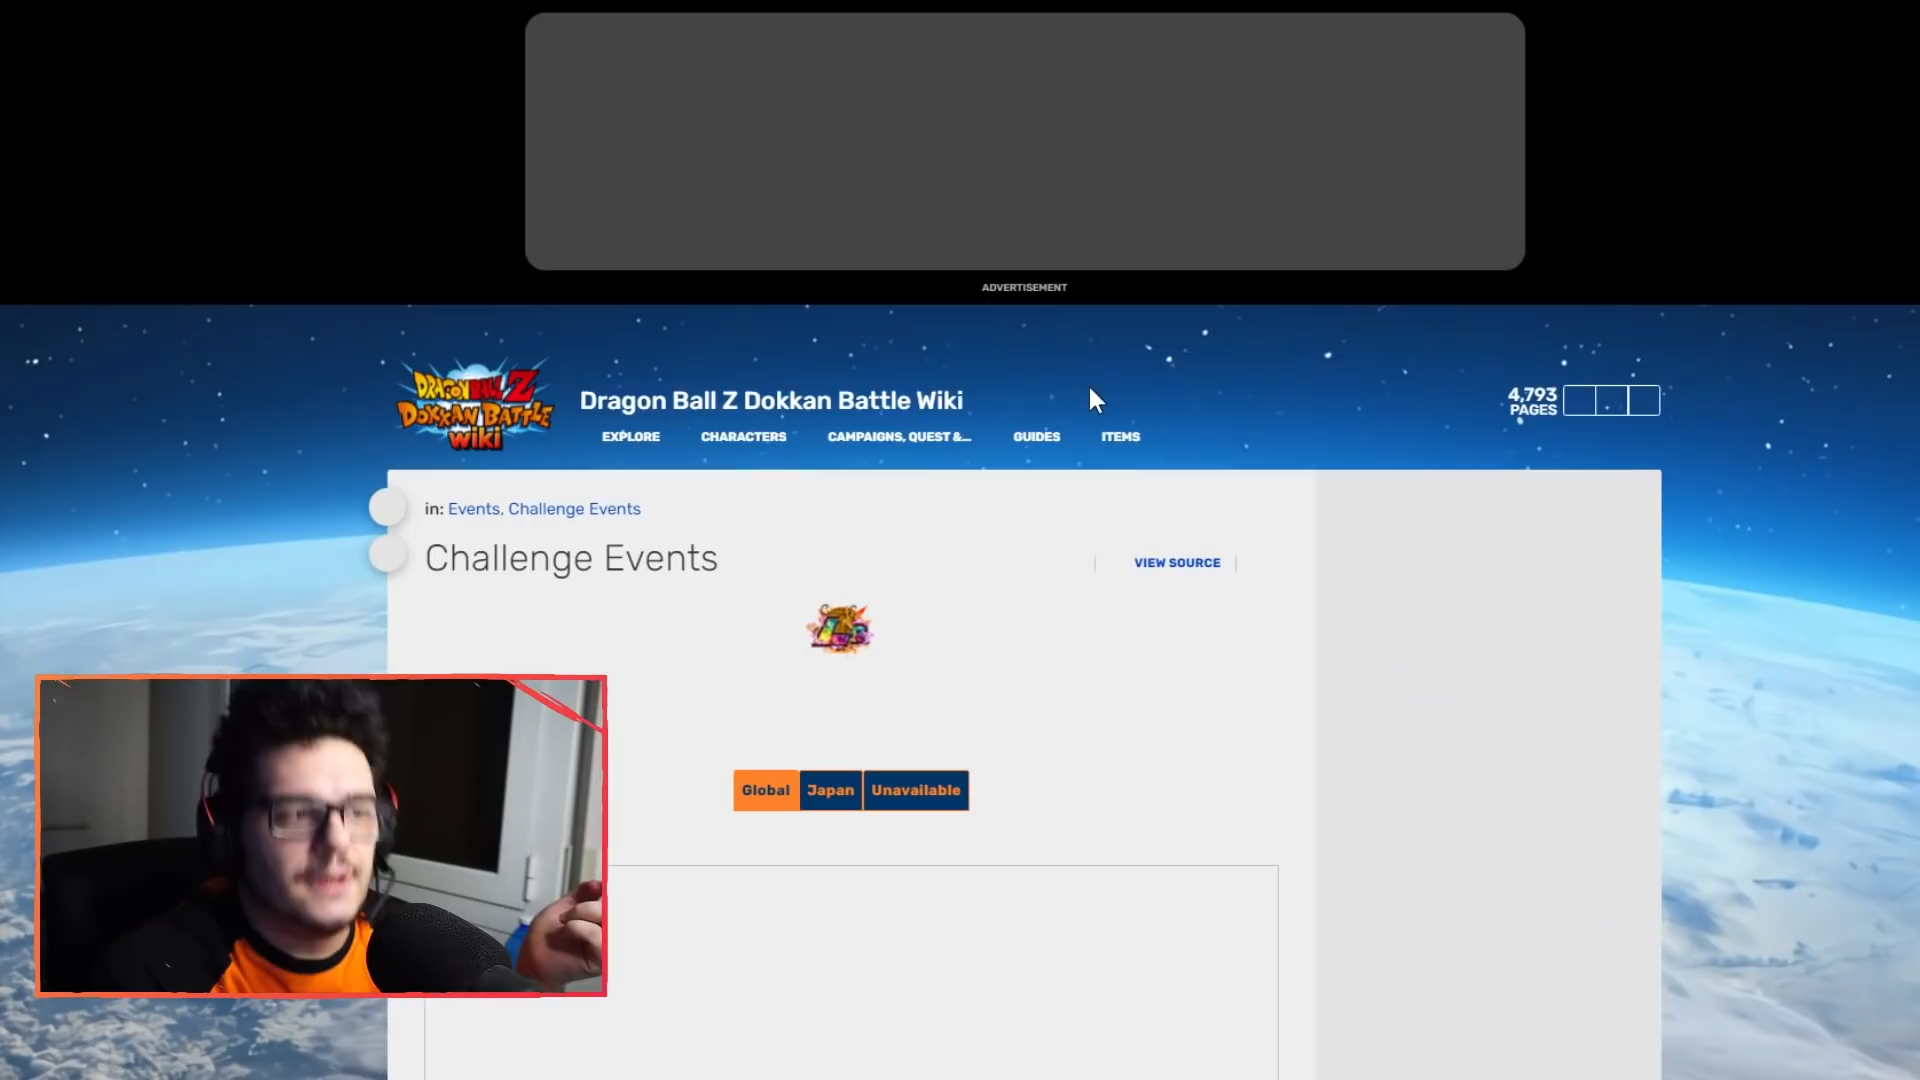 ADVERTISEMENT
DRAGON BALL Z
DOKKAN BATTLE
wiki
Dragon Ball Z Dokkan Battle Wiki
4,793
PAGES
EXPLORE CHARACTERS CAMPAIGNS, QUEST &... GUIDES ITEMS
in: Events, Challenge Events
Challenge Events
VIEW SOURCE
Global Japan Unavailable